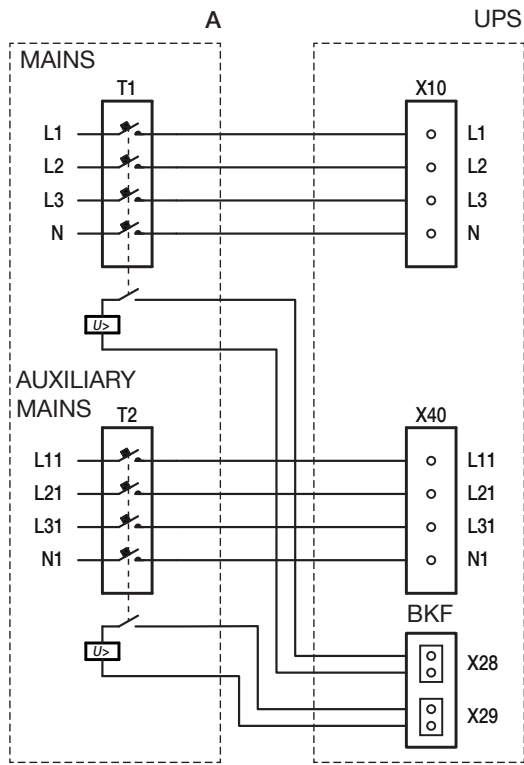 A UPS
MAINS
T1 X10
L1 L1
L2 L2
L3 L3
N N
U>
AUXILIARY
MAINS
T2 X40
L11 L11
L21 L21
L31 L31
N1 N1
BKF
U>
X28
X29